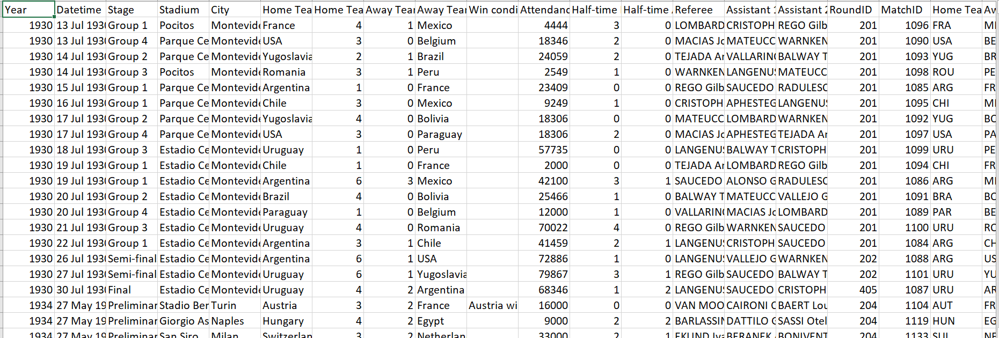 Year Datetime Stage Stadium City Home Tea Home Tea Away Tear Away Tear Win condi Attendanc Half-time Half-time Referee Assistant Assistant RoundID MatchID Home Tea Aw
1930 13 Jul 193 Group 1 Pocitos Montevid France 4 1 Mexico 4444 3 0 LOMBARD CRISTOPH REGO Gilb 201 1096 FRA ME
1930 13 Jul 193 Group 4 Parque Ce Montevid USA 3 0 Belgium 18346 2 0 MACIAS Jo MATEUCC WARNKEN 201 1090 USA BE
1930 14 Jul 193 Group 2 Parque Ce Montevid Yugoslavia 2 1 Brazil 24059 2 0 TEJADA Ar VALLARIN BALWAY T 201 1093 YUG BR
1930 14 Jul 193 Group 3 Pocitos Montevid Romania 3 1 Peru 2549 1 0 WARNKEN LANGENUS MATEUCC 201 1098 ROU PE
1930 15 Jul 193 Group 1 Parque Ce Montevid Argentina 1 0 France 23409 0 0 REGO Gilb SAUCEDO RADULESC 201 1085 ARG FR
1930 16 Jul 193 Group 1 Parque Ce Montevid Chile 3 0 Mexico 9249 1 0 CRISTOPH APHESTEG LANGENUS 201 1095 CHI ME
1930 17 Jul 193 Group 2 Parque Ce Montevid Yugoslavia 4 0 Bolivia 18306 0 0 MATEUCC LOMBARD WARNKEN 201 1092 YUG BO
1930 17 Jul 193 Group 4 Parque Ce Montevid USA 3 0 Paraguay 18306 2 0 MACIAS Jo APHESTEG TEJADA Ar 201 1097 USA PA
1930 18 Jul 193 Group 3 Estadio Ce Montevid Uruguay 1 0 Peru 57735 0 0 LANGENUS BALWAY T CRISTOPH 201 1099 URU PE
1930 19 Jul 193 Group 1 Estadio Ce Montevid Chile 1 0 France 2000 0 0 TEJADA Ar LOMBARD REGO Gilb 201 1094 CHI FR
1930 19 Jul 193 Group 1 Estadio Ce Montevid Argentina 6 3 Mexico 42100 3 1 SAUCEDO ALONSO G RADULESC 201 1086 ARG ME
1930 20 Jul 193 Group 2 Estadio Ce Montevid Brazil 4 0 Bolivia 25466 1 0 BALWAY T MATEUCC VALLEJO G 201 1091 BRA BO
1930 20 Jul 193 Group 4 Estadio Ce Montevid Paraguay 1 0 Belgium 12000 1 0 VALLARIN MACIAS Jo LOMBARD 201 1089 PAR BE
1930 21 Jul 193 Group 3 Estadio Ce Montevid Uruguay 4 0 Romania 70022 4 0 REGO Gilb WARNKEN SAUCEDO 201 1100 URU RO
1930 22 Jul 193 Group 1 Estadio Ce Montevid Argentina 3 1 Chile 41459 2 1 LANGENUS CRISTOPH SAUCEDO 201 1084 ARG CH
1930 26 Jul 193 Semi-final Estadio Ce Montevid Argentina 6 1 USA 72886 1 0 LANGENUS VALLEJO G WARNKEN 202 1088 ARG US
1930 27 Jul 193 Semi-final Estadio Ce Montevid Uruguay 6 1 Yugoslavia 79867 3 1 REGO Gilb SAUCEDO BALWAY T 202 1101 URU YU
1930 30 Jul 193 Final Estadio Ce Montevid Uruguay 4 2 Argentina 68346 1 2 LANGENUS SAUCEDO CRISTOPH 405 1087 URU AR
1934 27 May 19 Preliminar Stadio Ber Turin Austria 3 2 France Austria wi 16000 0 0 VAN MOO CAIRONI C BAERT Lou 204 1104 AUT FR
1934 27 May 19 Preliminar Giorgio As Naples Hungary 4 2 Egypt 9000 2 2 BARLASSIN DATTILO G SASSI Otel 204 1119 HUN EG
1934 27 May 19 Preliminar San Siro Milan Switzerlan 3 2 Netherlan 33000 2 1 EKLIND Iva BERANEK BONIVENT 204 1133 SUI NE